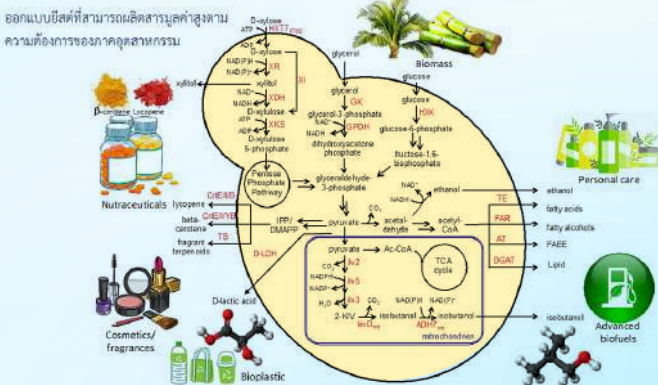 ออกแบบยีสต์ที่สามารถผลิตสารมูลค่าสูงตาม
ความต้องการของภาคอุตสาหกรรม
D-xylose
ATP
HXT7
ADP
D-xylose
NAD(P)H
NAD(P)+
XR
XI
xylitol
xylitol
NAD+
NADH
XDH
D-xylulose
ATP
ADP
XKS
D-xylulose
5-phosphate
Pentose
Phosphate
Pathway
glycerol
glycerol
GK
glycerol-3-phosphate
NAD+
NADH
GPDH
dihydroxyacetone
phosphate
glyceraldehyde-
3-phosphate
Biomass
glucose
glucose
HXK
glucose-6-phosphate
fructose-1,6-
bisphosphate
β-carotene
Lycopene
Nutraceuticals
CrtE/I/B
lycopene
CrtE/I/YB
beta-
carotene
TS
fragrant
terpenoids
IPP/
DMAPP
pyruvate
CO2
acetal-
dehyde
NAD+
NADH
ethanol
ethanol
acetyl-
CoA
TE
fatty acids
FAR
fatty alcohols
AT
FAEE
DGAT
Lipid
Personal care
D-LDH
D-lactic acid
pyruvate
Ac-CoA
TCA
cycle
CO2
ilv2
NADPH
NADP+
ilv5
H2O
ilv3
2-KIV
CO2
isobutanal
NAD(P)H
NAD(P)+
ADH7
isobutanol
isobutanol
mitochondrion
Cosmetics/
fragrances
Bioplastic
Advanced
biofuels